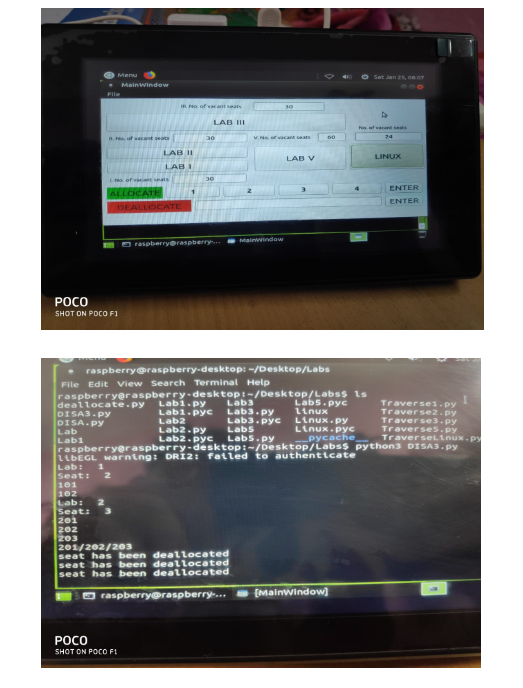 Menu
Sat Jan 25, 08:07
MainWindow
File
III. No. of vacant seats 30
LAB III
No. of vacant seats
II. No. of vacant seats 30 V. No. of vacant seats 60 24
LAB II
LAB V LINUX
LAB I
I. No. of vacant seats 30
ALLOCATE 1 2 3 4 ENTER
DEALLOCATE ENTER
raspberry@raspberry-... MainWindow
POCO
SHOT ON POCO F1
raspberry@raspberry-desktop: ~/Desktop/Labs
File Edit View Search Terminal Help
raspberry@raspberry-desktop:~/Desktop/Labs$ ls
deallocate.py Lab1.py Lab3 Lab5.pyc Traverse1.py
DISA3.py Lab1.pyc Lab3.py linux Traverse2.py
DISA.py Lab2 Lab3.pyc Linux.py Traverse3.py
Lab Lab2.py Lab5 Linux.pyc Traverse5.py
Lab1 Lab2.pyc Lab5.py __pycache__ TraverseLinux.py
raspberry@raspberry-desktop:~/Desktop/Labs$ python3 DISA3.py
libEGL warning: DRI2: failed to authenticate
Lab: 1
Seat: 2
101
102
Lab: 2
Seat: 3
201
202
203
201/202/203
seat has been deallocated
seat has been deallocated
seat has been deallocated
raspberry@raspberry-... [MainWindow]
POCO
SHOT ON POCO F1